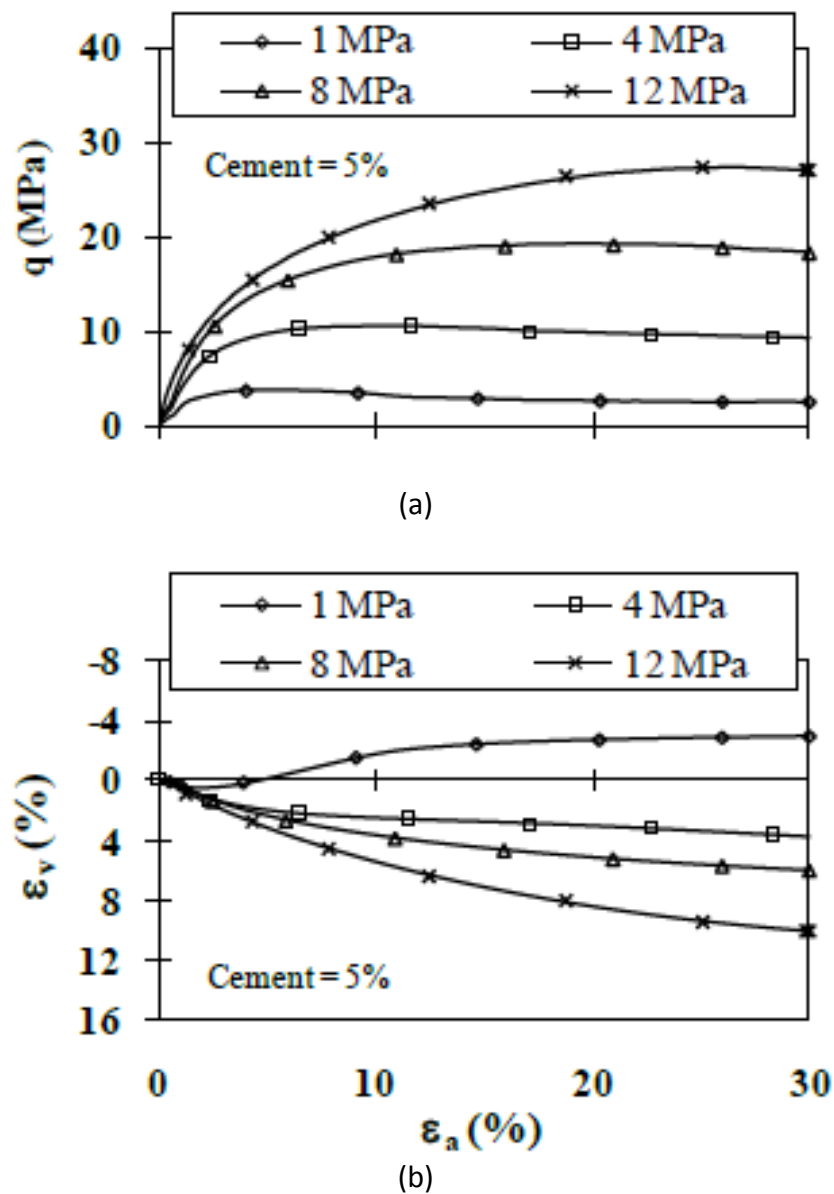 1 MPa 4 MPa
8 MPa 12 MPa
40
30
20
10
0
q (MPa)
Cement = 5%
(a)
1 MPa 4 MPa
8 MPa 12 MPa
-8
-4
0
4
8
12
16
εv (%)
Cement = 5%
0 10 20 30
εa (%)
(b)